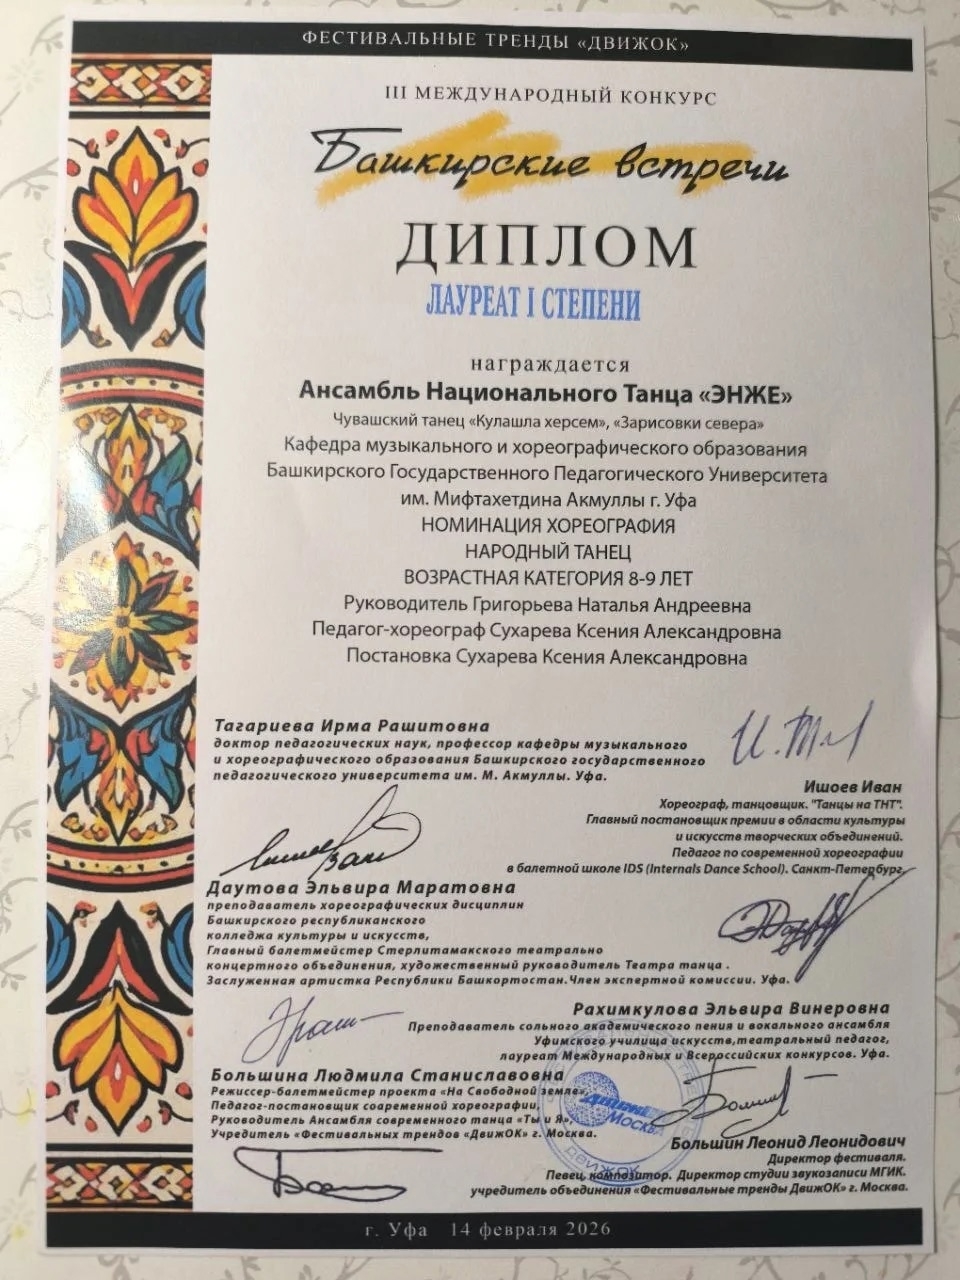 ФЕСТИВАЛЬНЫЕ ТРЕНДЫ «ДВИЖОК»
III МЕЖДУНАРОДНЫЙ КОНКУРС
Башкирские встречи
ДИПЛОМ
ЛАУРЕАТ I СТЕПЕНИ
награждается
Ансамбль Национального Танца «ЭНЖЕ»
Чувашский танец «Кулашла херсем», «Зарисовки севера»
Кафедра музыкального и хореографического образования
Башкирского Государственного Педагогического Университета
им. Мифтахетдина Акмуллы г. Уфа
НОМИНАЦИЯ ХОРЕОГРАФИЯ
НАРОДНЫЙ ТАНЕЦ
ВОЗРАСТНАЯ КАТЕГОРИЯ 8-9 ЛЕТ
Руководитель Григорьева Наталья Андреевна
Педагог-хореограф Сухарева Ксения Александровна
Постановка Сухарева Ксения Александровна
Тагариева Ирма Рашитовна
доктор педагогических наук, профессор кафедры музыкального
и хореографического образования Башкирского государственного
педагогического университета им. М. Акмуллы. Уфа.
Ишоев Иван
Хореограф, танцовщик. "Танцы на ТНТ".
Главный постановщик премии в области культуры
и искусств творческих объединений.
Педагог по современной хореографии
в балетной школе IDS (Internals Dance School). Санкт-Петербург.
Даутова Эльвира Маратовна
преподаватель хореографических дисциплин
Башкирского республиканского
колледжа культуры и искусств,
Главный балетмейстер Стерлитамакского театрально
концертного объединения, художественный руководитель Театра танца .
Заслуженная артистка Республики Башкортостан.Член экспертной комиссии. Уфа.
Рахимкулова Эльвира Винеровна
Преподаватель сольного академического пения и вокального ансамбля
Уфимского училища искусств,театральный педагог,
лауреат Международных и Всероссийских конкурсов. Уфа.
Большина Людмила Станиславовна
Режиссер-балетмейстер проекта «На Свободной земле»,
Педагог-постановщик соаременной хореографии,
Руководитель Ансамбля современного танца «Ты и Я»,
Учредитель «Фестивальных трендов «ДвижОК» г. Москва.
Москва
ДВИЖОК
Большин Леонид Леонидович
Директор фестиваля.
Певец, композитор. Директор студии звукозаписи МГИК.
учредитель объединения «Фестивальные тренды ДвижОК» г. Москва.
г. Уфа 14 февраля 2026